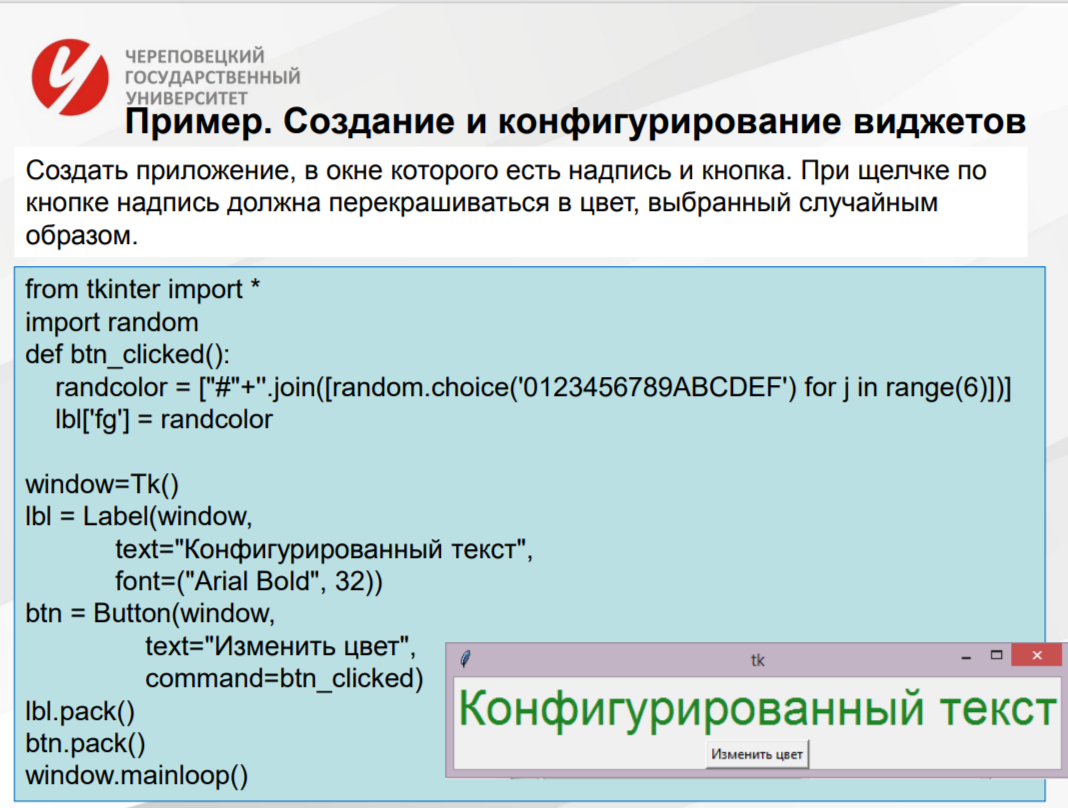 ЧЕРЕПОВЕЦКИЙ
ГОСУДАРСТВЕННЫЙ
УНИВЕРСИТЕТ
Пример. Создание и конфигурирование виджетов
Создать приложение, в окне которого есть надпись и кнопка. При щелчке по
кнопке надпись должна перекрашиваться в цвет, выбранный случайным
образом.
from tkinter import *
import random
def btn_clicked():
    randcolor = ["#"+''.join([random.choice('0123456789ABCDEF') for j in range(6)])]
    lbl['fg'] = randcolor
window=Tk()
lbl = Label(window,
            text="Конфигурированный текст",
            font=("Arial Bold", 32))
btn = Button(window,
                text="Изменить цвет",
                command=btn_clicked)
lbl.pack()
btn.pack()
window.mainloop()
tk
Конфигурированный текст
Изменить цвет